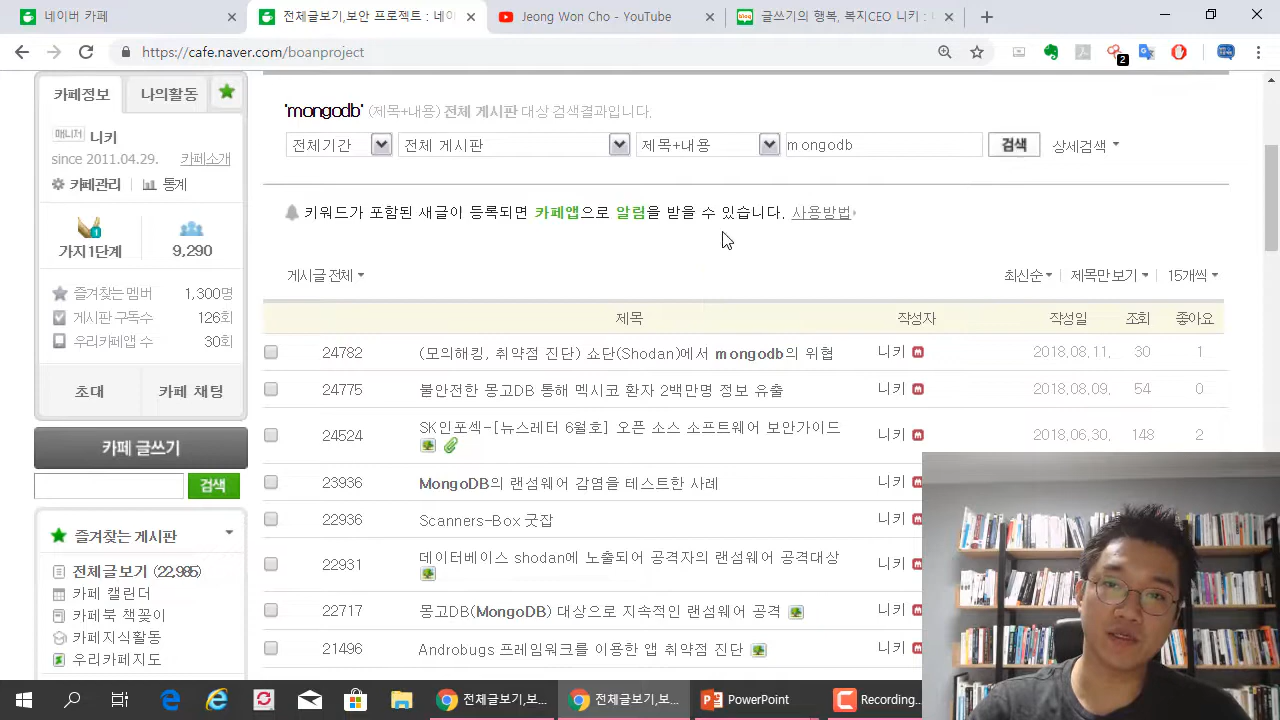 네이버 카페
전체글보기,보안 프로젝트 : 네이
Jeong Won Cho - YouTube
글쓰기의 행복, 복지CEO 니키 :
https://cafe.naver.com/boanproject
2
카페정보
나의활동
매니저 니키
since 2011.04.29.
카페소개
카페관리
통계
가지1단계
9,290
즐겨찾는 멤버 1,300명
게시판 구독수 126회
우리카페앱 수 30회
초대
카페 채팅
카페 글쓰기
검색
즐겨찾는 게시판
전체글보기 (22,985)
카페 캘린더
카페북 책꽂이
카페지식활동
우리카페지도
'mongodb' (제목+내용) 전체 게시판 대상 검색결과입니다.
전체기간
전체 게시판
제목+내용
mongodb
검색
상세검색
키워드가 포함된 새글이 등록되면 카페앱으로 알림을 받을 수 있습니다. 사용방법
게시글 전체
최신순
제목만 보기
15개씩
제목 작성자 작성일 조회 좋아요
24782 (모의해킹, 취약점 진단) 쇼단(Shodan)에서 mongodb의 위협 니키 2018.08.11. 30 1
24775 불안전한 몽고DB 통해 멕시코 환자 2백만명 정보 유출 니키 2018.08.09. 54 0
24524 SK인포섹-[뉴스레터 6월호] 오픈 소스 소프트웨어 보안가이드 니키 2018.06.30. 148 2
23936 MongoDB의 랜섬웨어 감염을 테스트한 사례 니키
22936 Scanners-Box 굿잡 니키
22931 데이터베이스 shodan에 노출되어 공격자의 랜섬웨어 공격대상 니키
22717 몽고DB(MongoDB) 대상으로 지속적인 랜섬웨어 공격 니키
21496 Androbugs 프레임워크를 이용한 앱 취약점 진단 니키
전체글보기,보...
전체글보기,보...
PowerPoint
Recording...